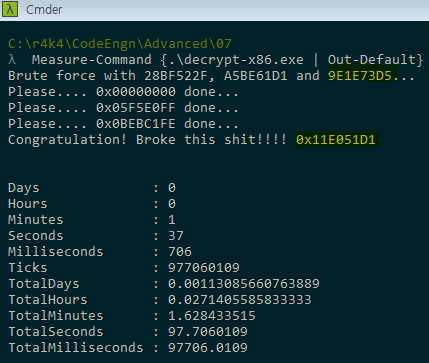 λ Cmder
C:\r4k4\CodeEngn\Advanced\07
λ Measure-Command {.\decrypt-x86.exe | Out-Default}
Brute force with 28BF522F, A5BE61D1 and 9E1E73D5...
Please.... 0x00000000 done...
Please.... 0x05F5E0FF done...
Please.... 0x0BEBC1FE done...
Congratulation! Broke this shit!!!! 0x11E051D1
Days : 0
Hours : 0
Minutes : 1
Seconds : 37
Milliseconds : 706
Ticks : 977060109
TotalDays : 0.00113085660763889
TotalHours : 0.0271405585833333
TotalMinutes : 1.628433515
TotalSeconds : 97.7060109
TotalMilliseconds : 97706.0109